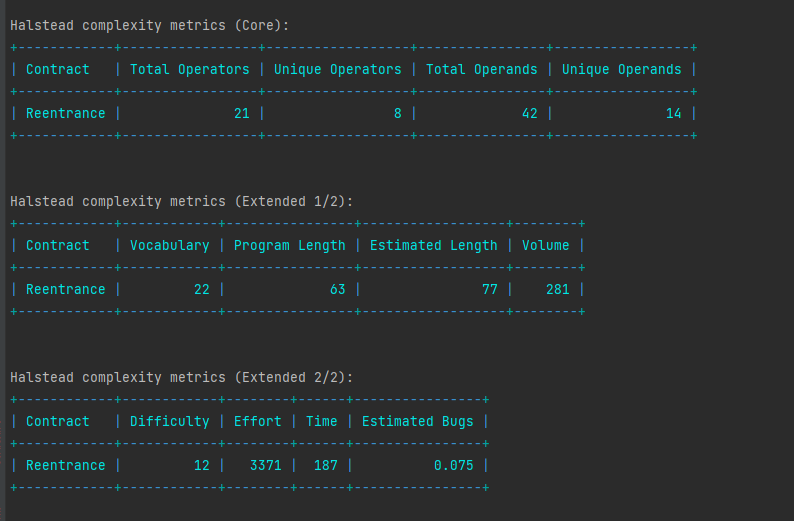 Halstead complexity metrics (Core):
+------------+-----------------+------------------+----------------+-----------------+
| Contract   | Total Operators | Unique Operators | Total Operands | Unique Operands |
+------------+-----------------+------------------+----------------+-----------------+
| Reentrance |              21 |                8 |             42 |              14 |
+------------+-----------------+------------------+----------------+-----------------+
Halstead complexity metrics (Extended 1/2):
+------------+------------+----------------+------------------+--------+
| Contract   | Vocabulary | Program Length | Estimated Length | Volume |
+------------+------------+----------------+------------------+--------+
| Reentrance |         22 |             63 |               77 |    281 |
+------------+------------+----------------+------------------+--------+
Halstead complexity metrics (Extended 2/2):
+------------+------------+--------+------+----------------+
| Contract   | Difficulty | Effort | Time | Estimated Bugs |
+------------+------------+--------+------+----------------+
| Reentrance |         12 |   3371 |  187 |          0.075 |
+------------+------------+--------+------+----------------+